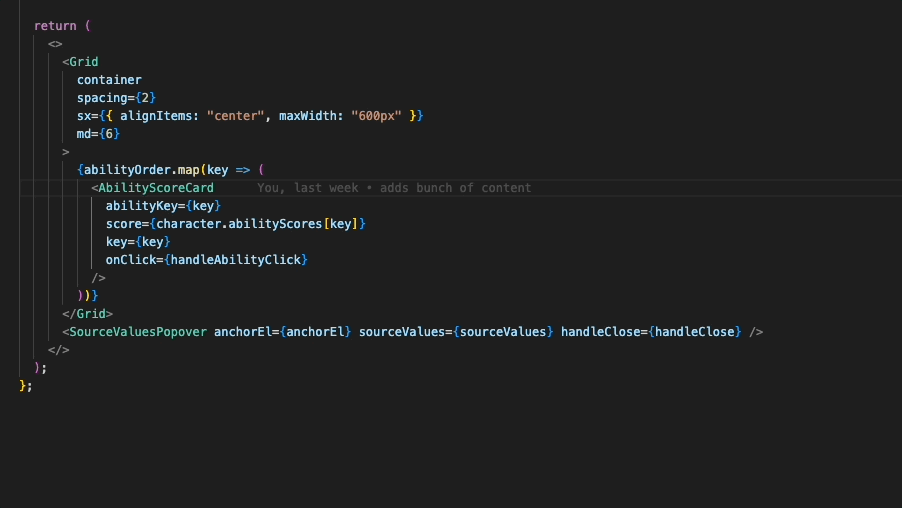 return (
<>
<Grid
container
spacing={2}
sx={{ alignItems: "center", maxWidth: "600px" }}
md={6}
>
{abilityOrder.map(key => (
<AbilityScoreCard You, last week • adds bunch of content
abilityKey={key}
score={character.abilityScores[key]}
key={key}
onClick={handleAbilityClick}
/>
))}
</Grid>
<SourceValuesPopover anchorEl={anchorEl} sourceValues={sourceValues} handleClose={handleClose} />
</>
);
};